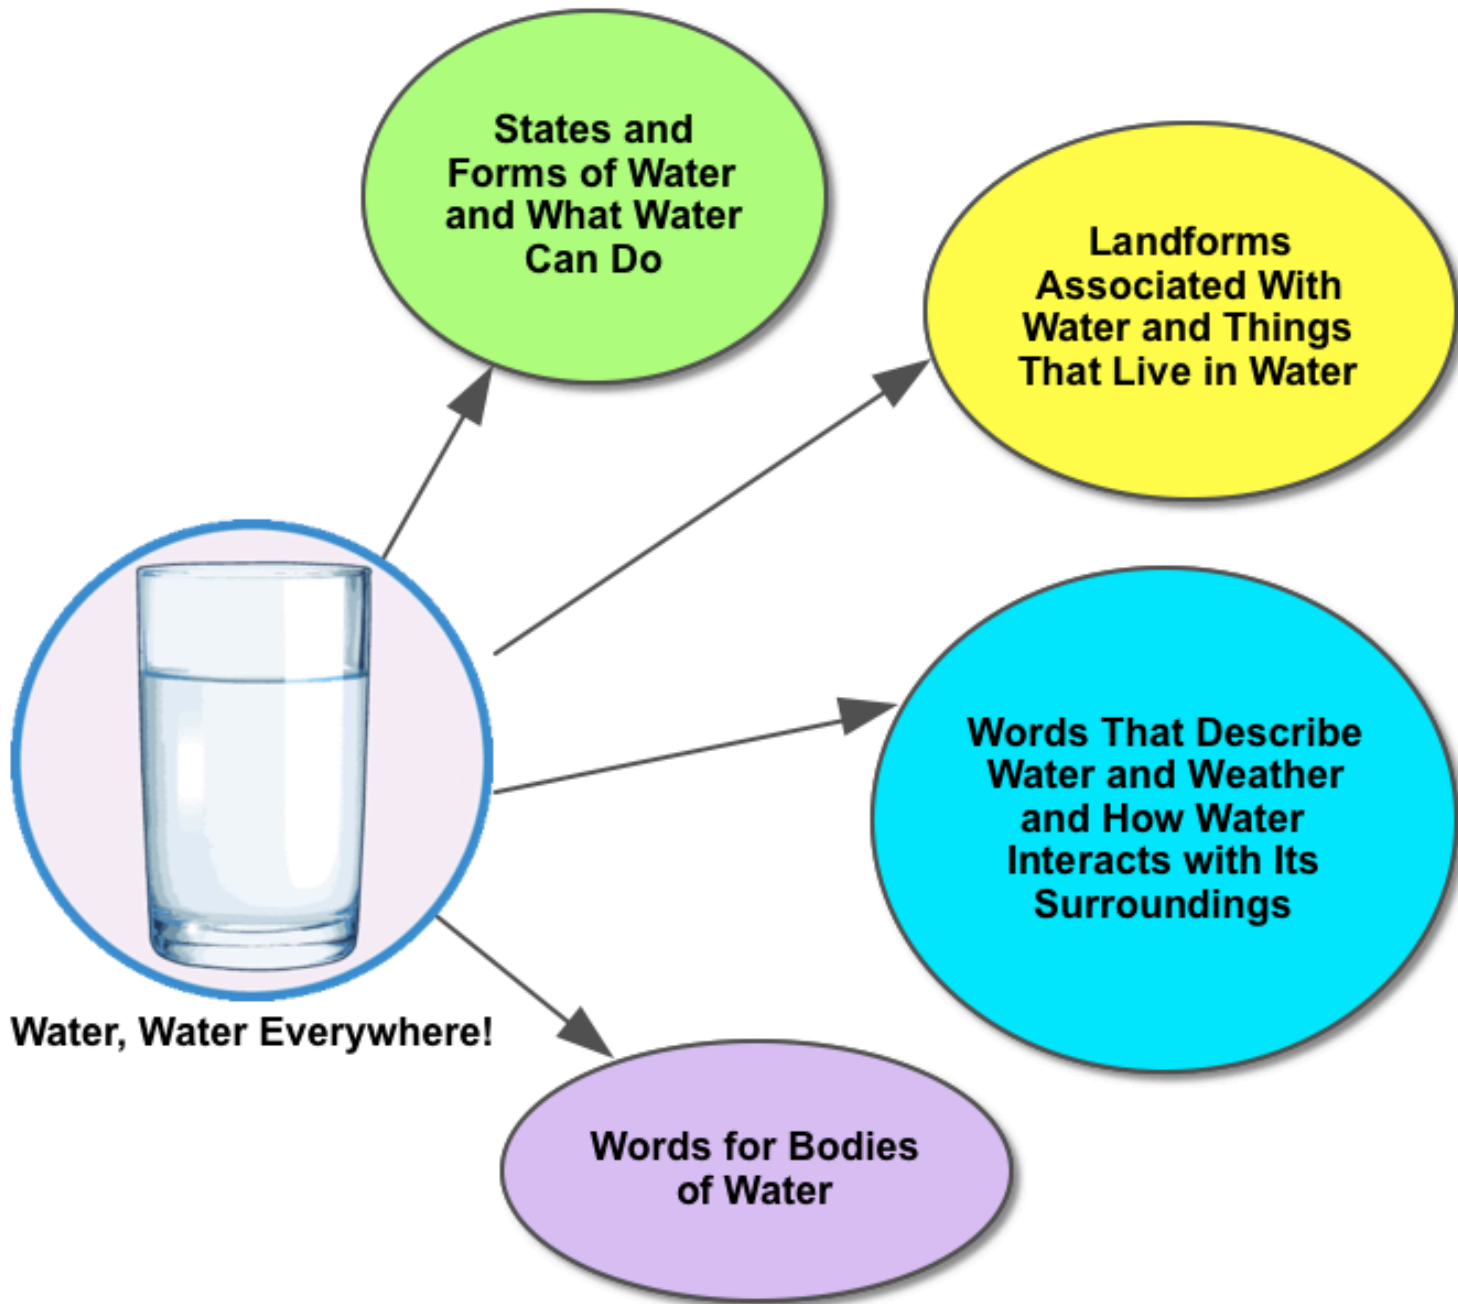 States and
Forms of Water
and What Water
Can Do
Landforms
Associated With
Water and Things
That Live in Water
Words That Describe
Water and Weather
and How Water
Interacts with Its
Surroundings
Water, Water Everywhere!
Words for Bodies
of Water